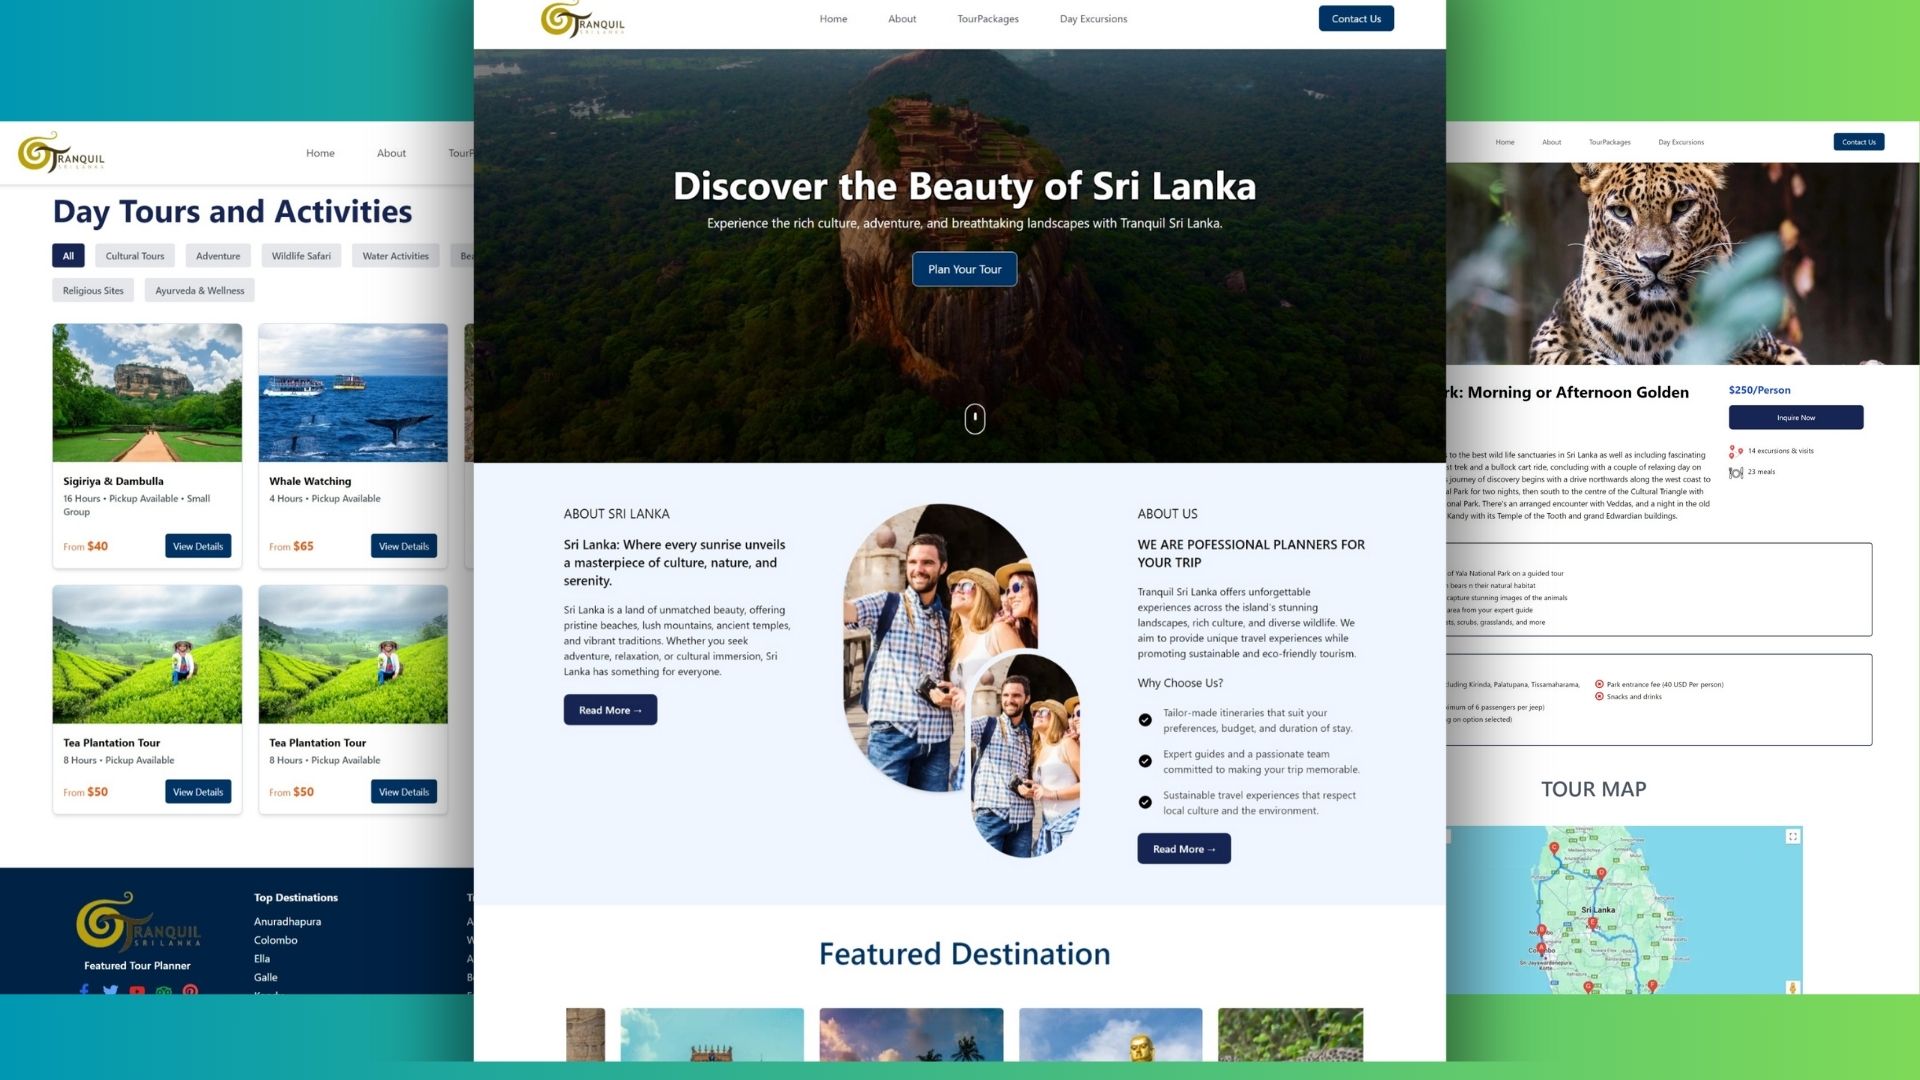 TRANQUIL
SRI LANKA
Home
About
TourP
Day Tours and Activities
All
Cultural Tours
Adventure
Wildlife Safari
Water Activities
Bea
Religious Sites
Ayurveda & Wellness
Sigiriya & Dambulla
16 Hours • Pickup Available • Small
Group
From $40
View Details
Whale Watching
4 Hours • Pickup Available
From $65
View Details
Tea Plantation Tour
8 Hours • Pickup Available
From $50
View Details
Tea Plantation Tour
8 Hours • Pickup Available
From $50
View Details
TRANQUIL
SRI LANKA
Featured Tour Planner
Top Destinations
Anuradhapura
Colombo
Ella
Galle
TRANQUIL
SRI LANKA
Home
About
TourPackages
Day Excursions
Contact Us
Discover the Beauty of Sri Lanka
Experience the rich culture, adventure, and breathtaking landscapes with Tranquil Sri Lanka.
Plan Your Tour
ABOUT SRI LANKA
Sri Lanka: Where every sunrise unveils
a masterpiece of culture, nature, and
serenity.
Sri Lanka is a land of unmatched beauty, offering
pristine beaches, lush mountains, ancient temples,
and vibrant traditions. Whether you seek
adventure, relaxation, or cultural immersion, Sri
Lanka has something for everyone.
Read More →
ABOUT US
WE ARE POFESSIONAL PLANNERS FOR
YOUR TRIP
Tranquil Sri Lanka offers unforgettable
experiences across the island's stunning
landscapes, rich culture, and diverse wildlife. We
aim to provide unique travel experiences while
promoting sustainable and eco-friendly tourism.
Why Choose Us?
Tailor-made itineraries that suit your
preferences, budget, and duration of stay.
Expert guides and a passionate team
committed to making your trip memorable.
Sustainable travel experiences that respect
local culture and the environment.
Read More →
Featured Destination
Home
About
TourPackages
Day Excursions
Contact Us
rk: Morning or Afternoon Golden
$250/Person
Inquire Now
14 excursions & visits
23 meals
to the best wild life sanctuaries in Sri Lanka as well as including fascinating
st trek and a bullock cart ride, concluding with a couple of relaxing day on
journey of discovery begins with a drive northwards along the west coast to
al Park for two nights, then south to the centre of the Cultural Triangle with
onal Park. There's an arranged encounter with Veddas, and a night in the old
Kandy with its Temple of the Tooth and grand Edwardian buildings.
of Yala National Park on a guided tour
bears n their natural habitat
capture stunning images of the animals
area from your expert guide
sts, scrubs, grasslands, and more
luding Kirinda, Palatupana, Tissamaharama,
imum of 6 passengers per jeep)
g on option selected)
Park entrance fee (40 USD Per person)
Snacks and drinks
TOUR MAP
Sri Lanka